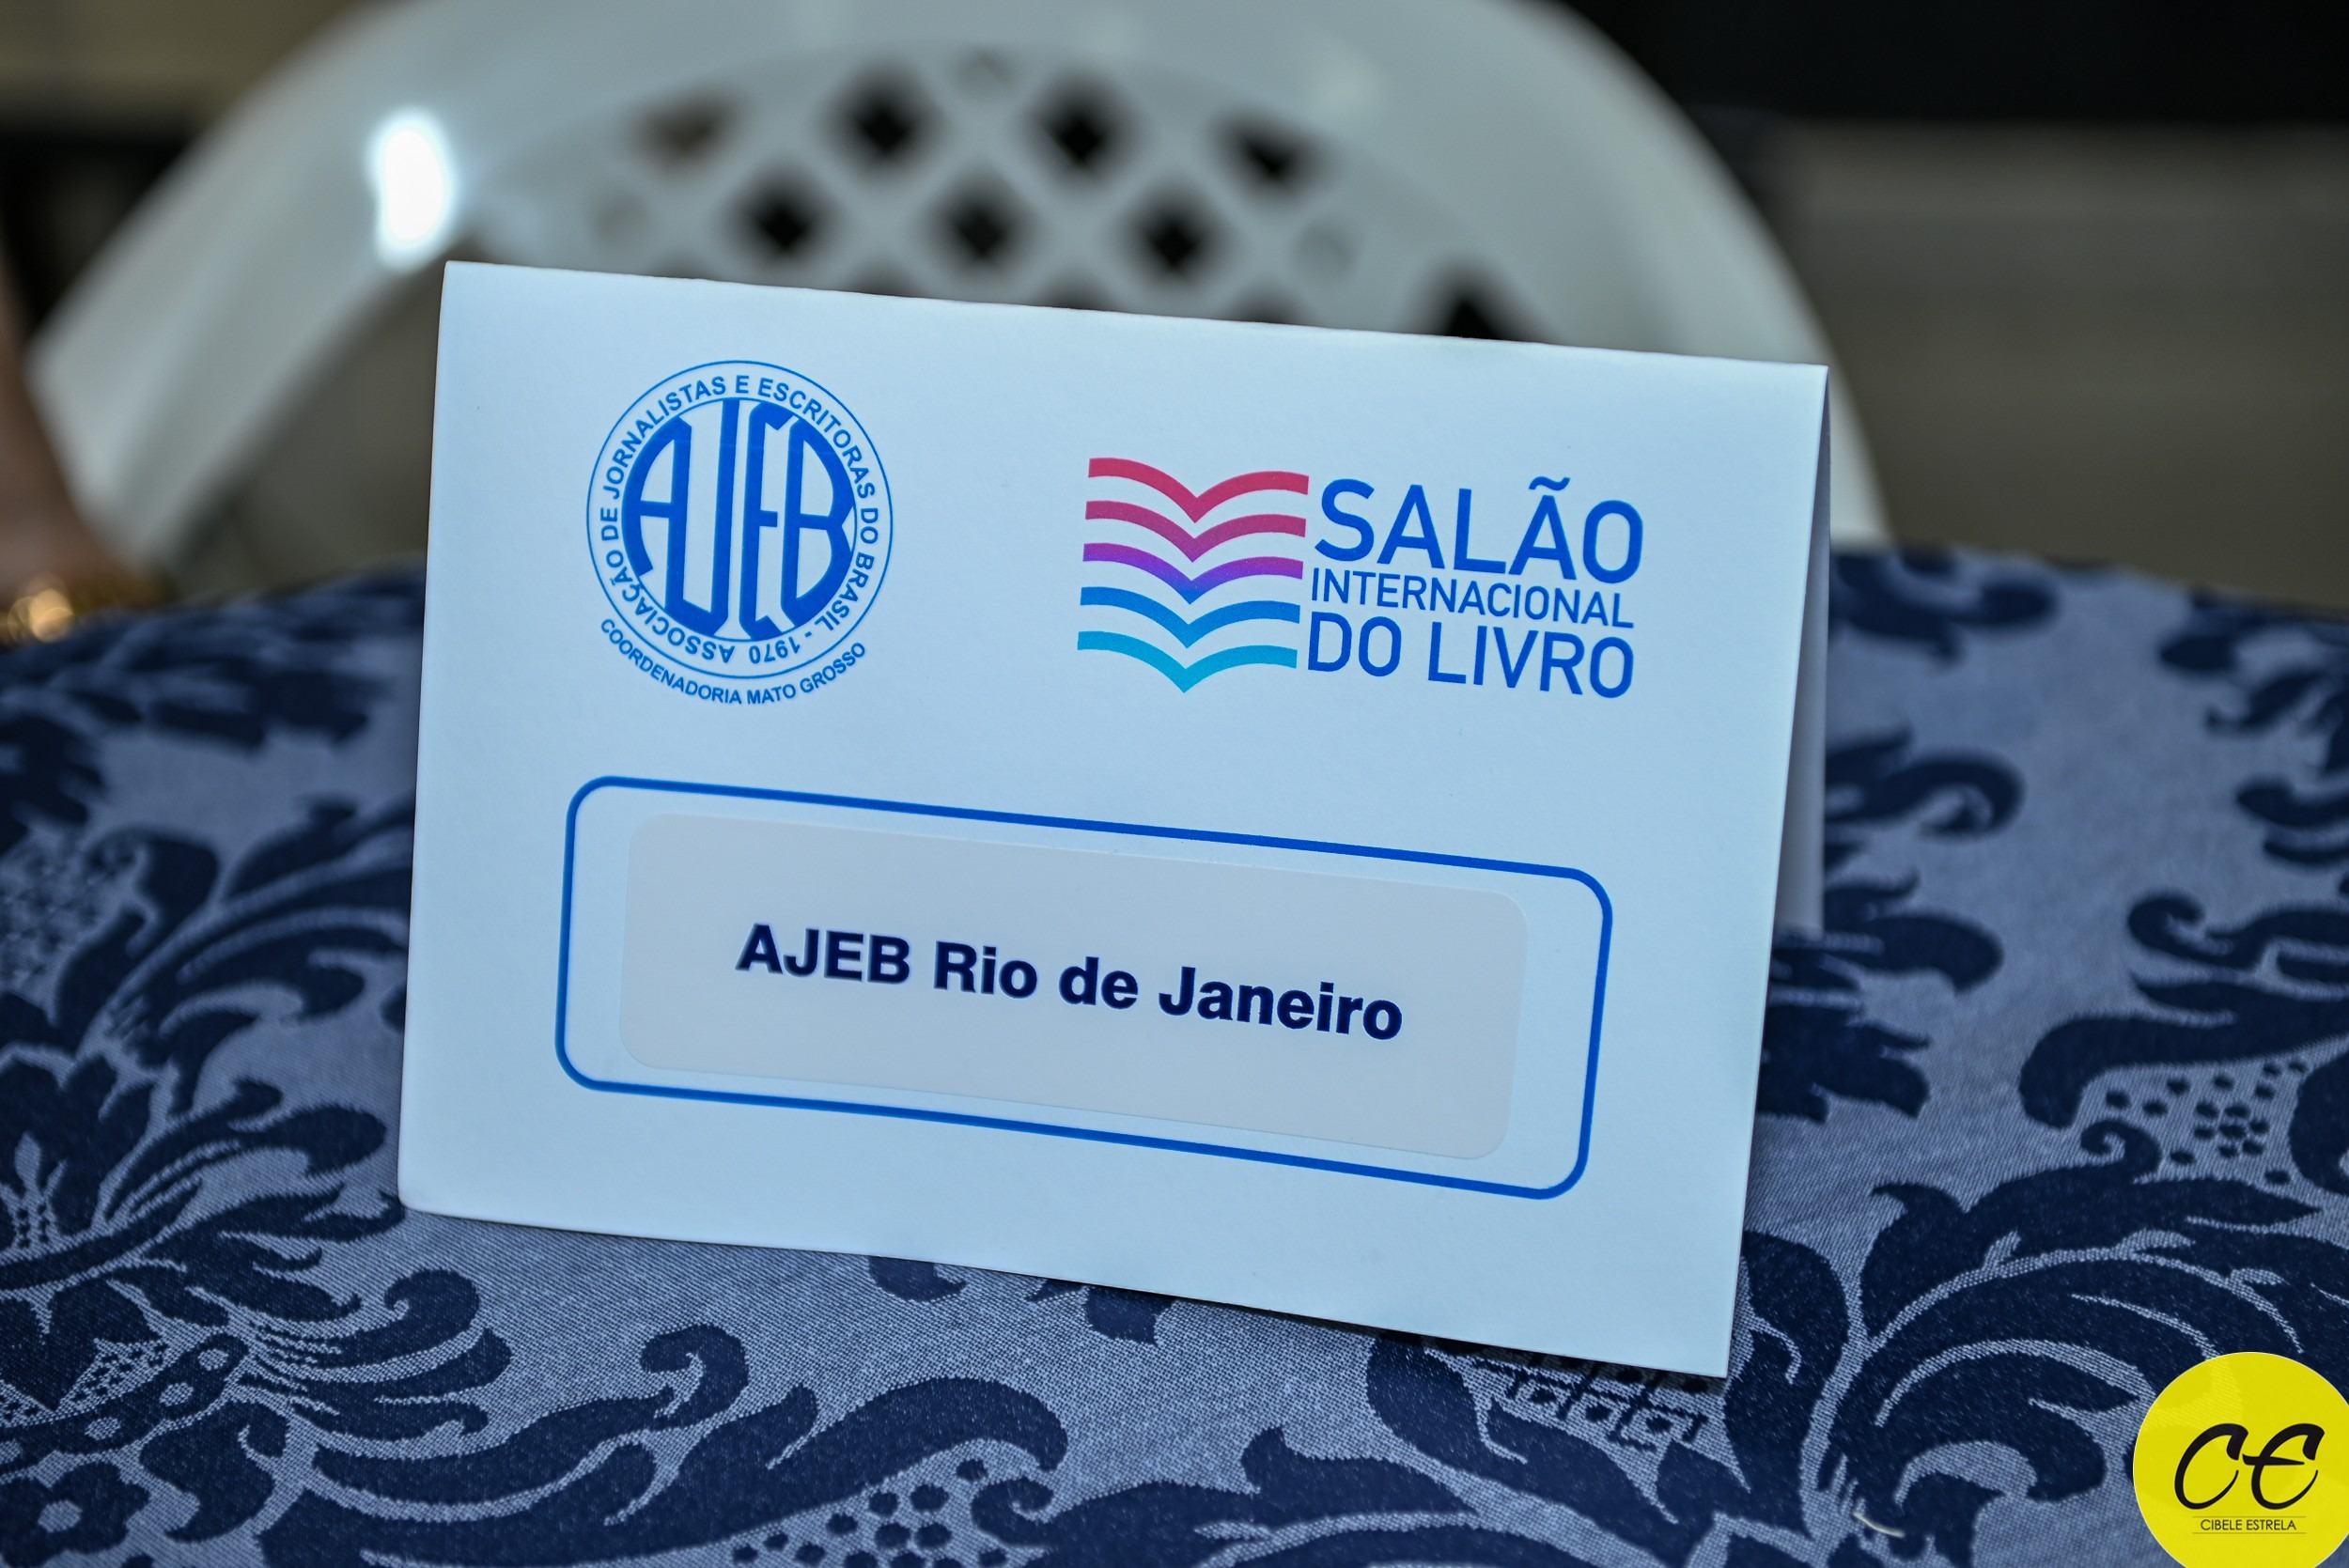 ASSOCIAÇÃO DE JORNALISTAS E ESCRITORAS DO BRASIL - 1970
AJEB
COORDENADORIA MATO GROSSO
SALÃO
INTERNACIONAL
DO LIVRO
AJEB Rio de Janeiro
CE
CIBELE ESTRELA